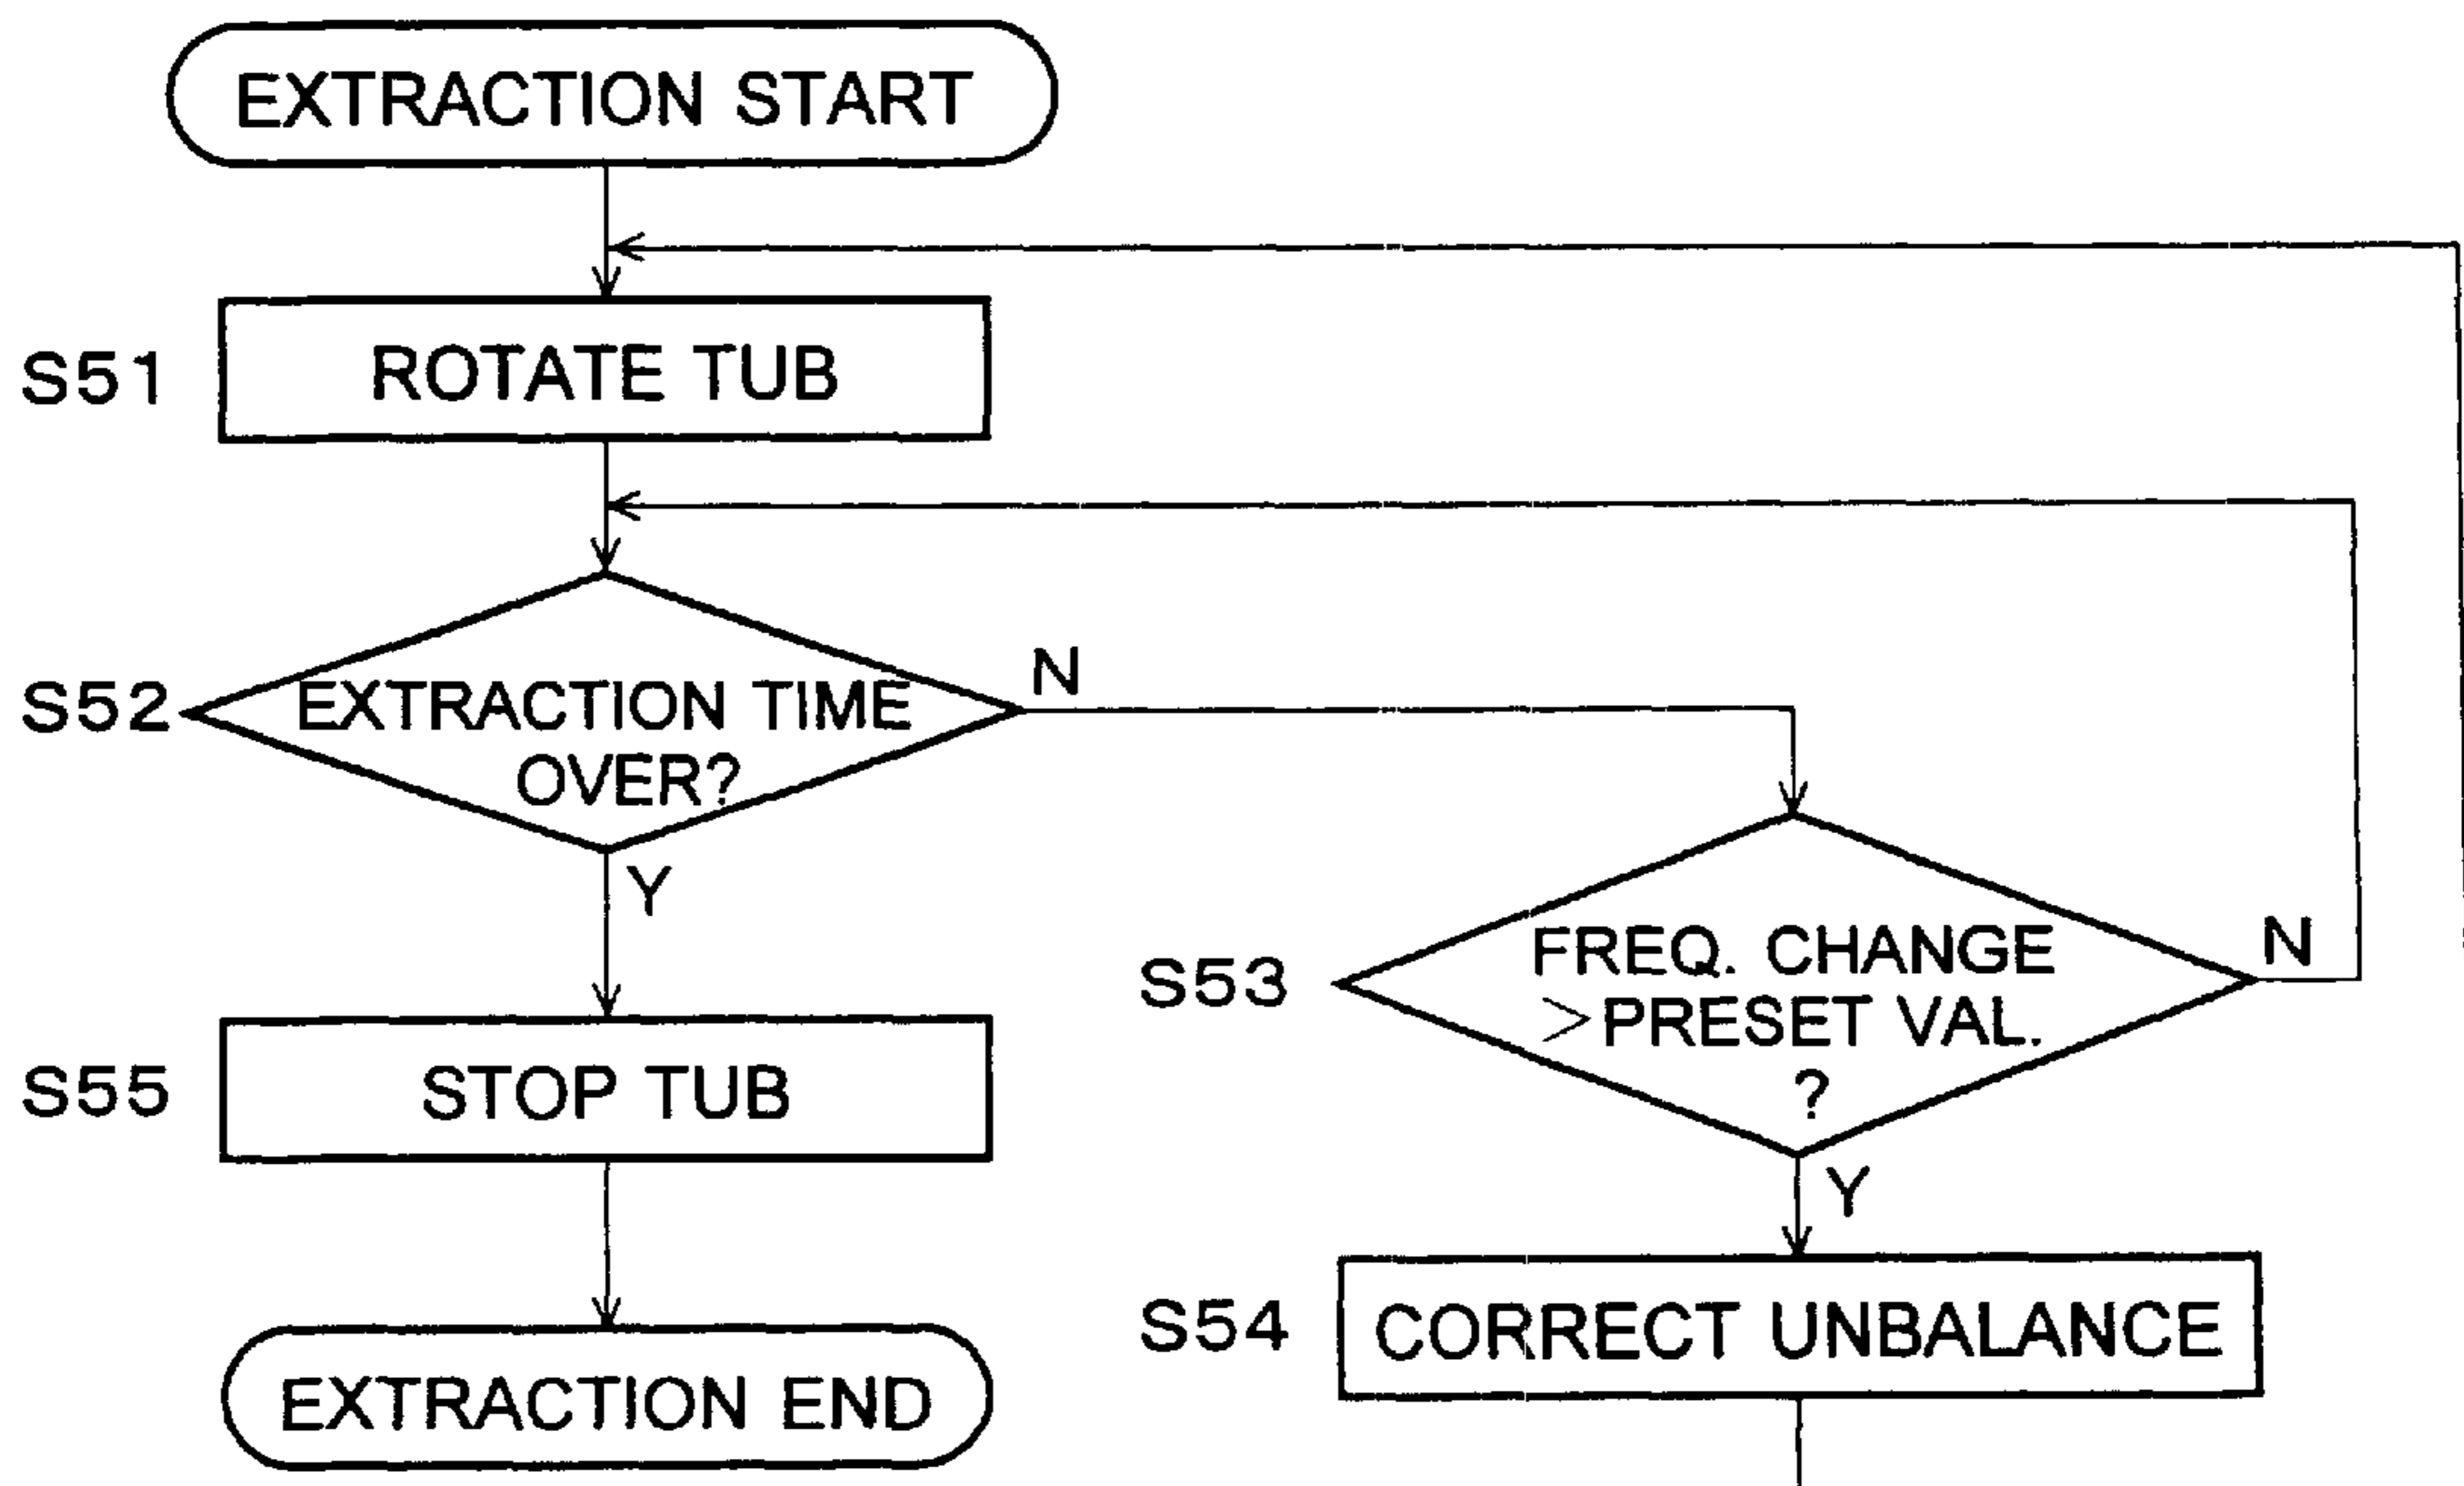 EXTRACTION START
S51
ROTATE TUB
S52
EXTRACTION TIME
OVER?
N
Y
S53
FREQ. CHANGE
>PRESET VAL.
?
N
Y
S55
STOP TUB
S54
CORRECT UNBALANCE
EXTRACTION END